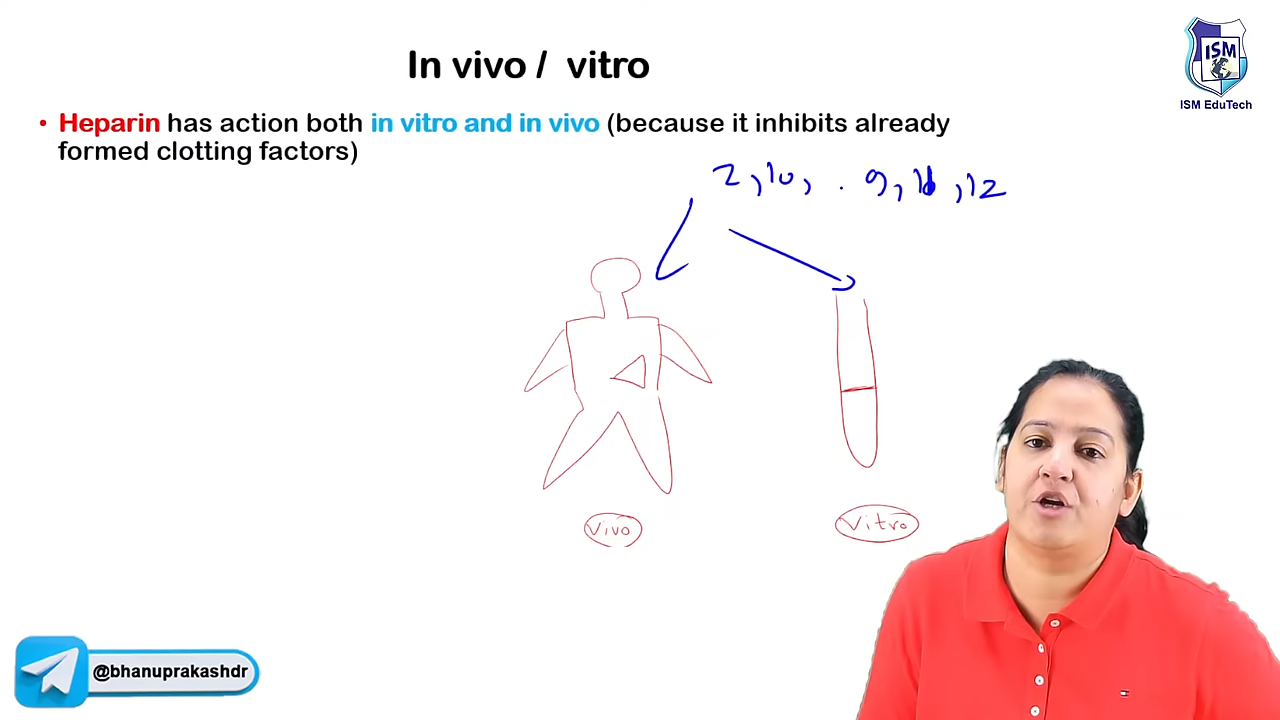 In vivo / vitro
ISM
ISM EduTech
• Heparin has action both in vitro and in vivo (because it inhibits already
formed clotting factors)
2, 10, . 9, 11, 12
Vivo
Vitro
@bhanuprakashdr